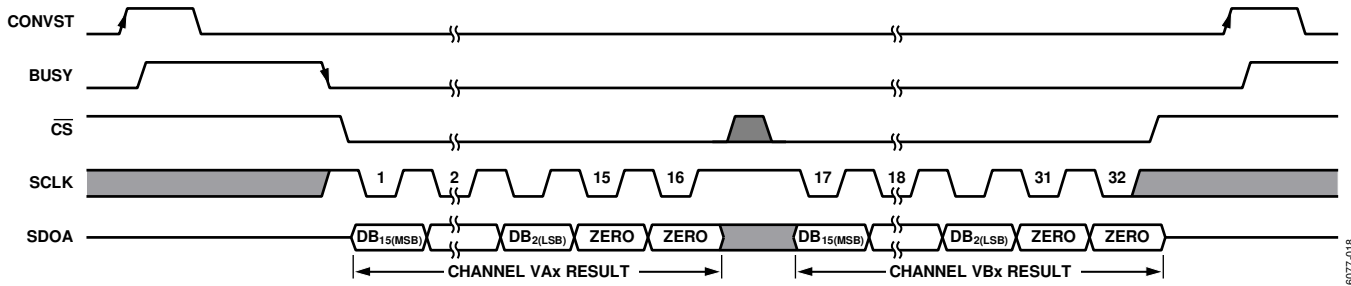 CONVST
BUSY
CS
SCLK
1
2
15
16
17
18
31
32
SDOA
DB15(MSB)
DB2(LSB)
ZERO
ZERO
DB15(MSB)
DB2(LSB)
ZERO
ZERO
CHANNEL VAx RESULT
CHANNEL VBx RESULT
6077-018